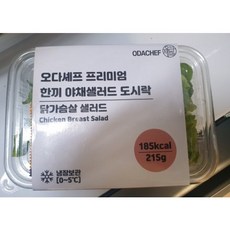 ODACHEF
오다셰프 프리미엄
한끼 야채샐러드 도시락
닭가슴살 샐러드
Chicken Breast Salad
185kcal
215g
냉장보관
(0~5℃)